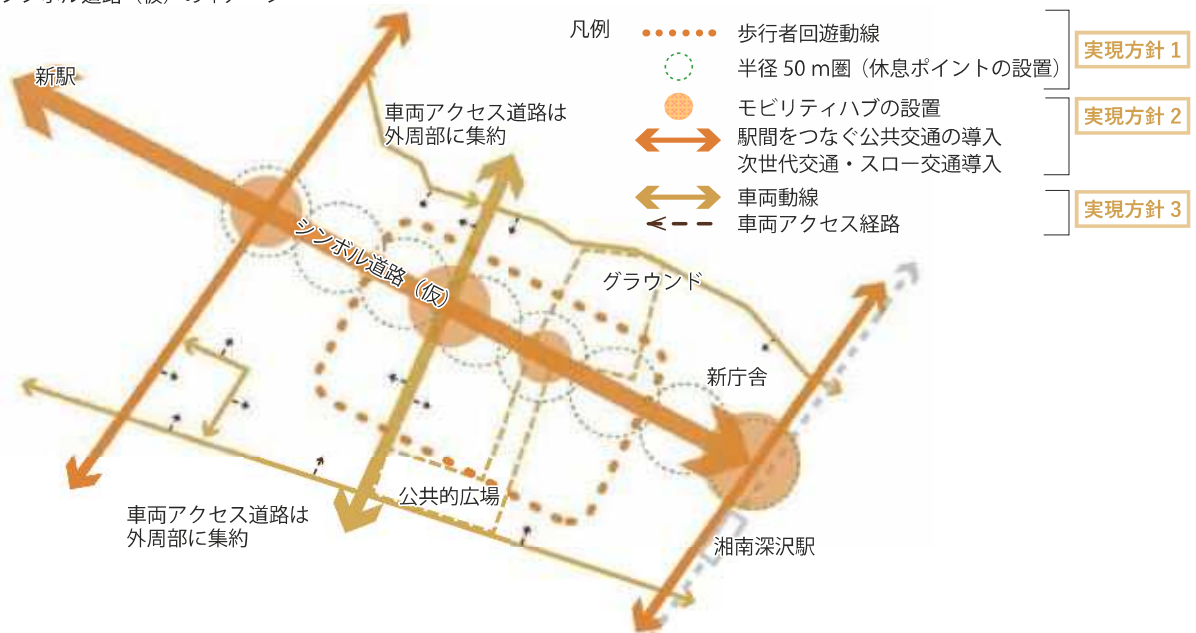 凡例
歩行者回遊動線
半径 50 m圏（休息ポイントの設置）
モビリティハブの設置
駅間をつなぐ公共交通の導入
次世代交通・スロー交通導入
車両動線
車両アクセス経路
実現方針 1
実現方針 2
実現方針 3
新駅
車両アクセス道路は
外周部に集約
シンボル道路（仮）
グラウンド
新庁舎
公共的広場
車両アクセス道路は
外周部に集約
湘南深沢駅